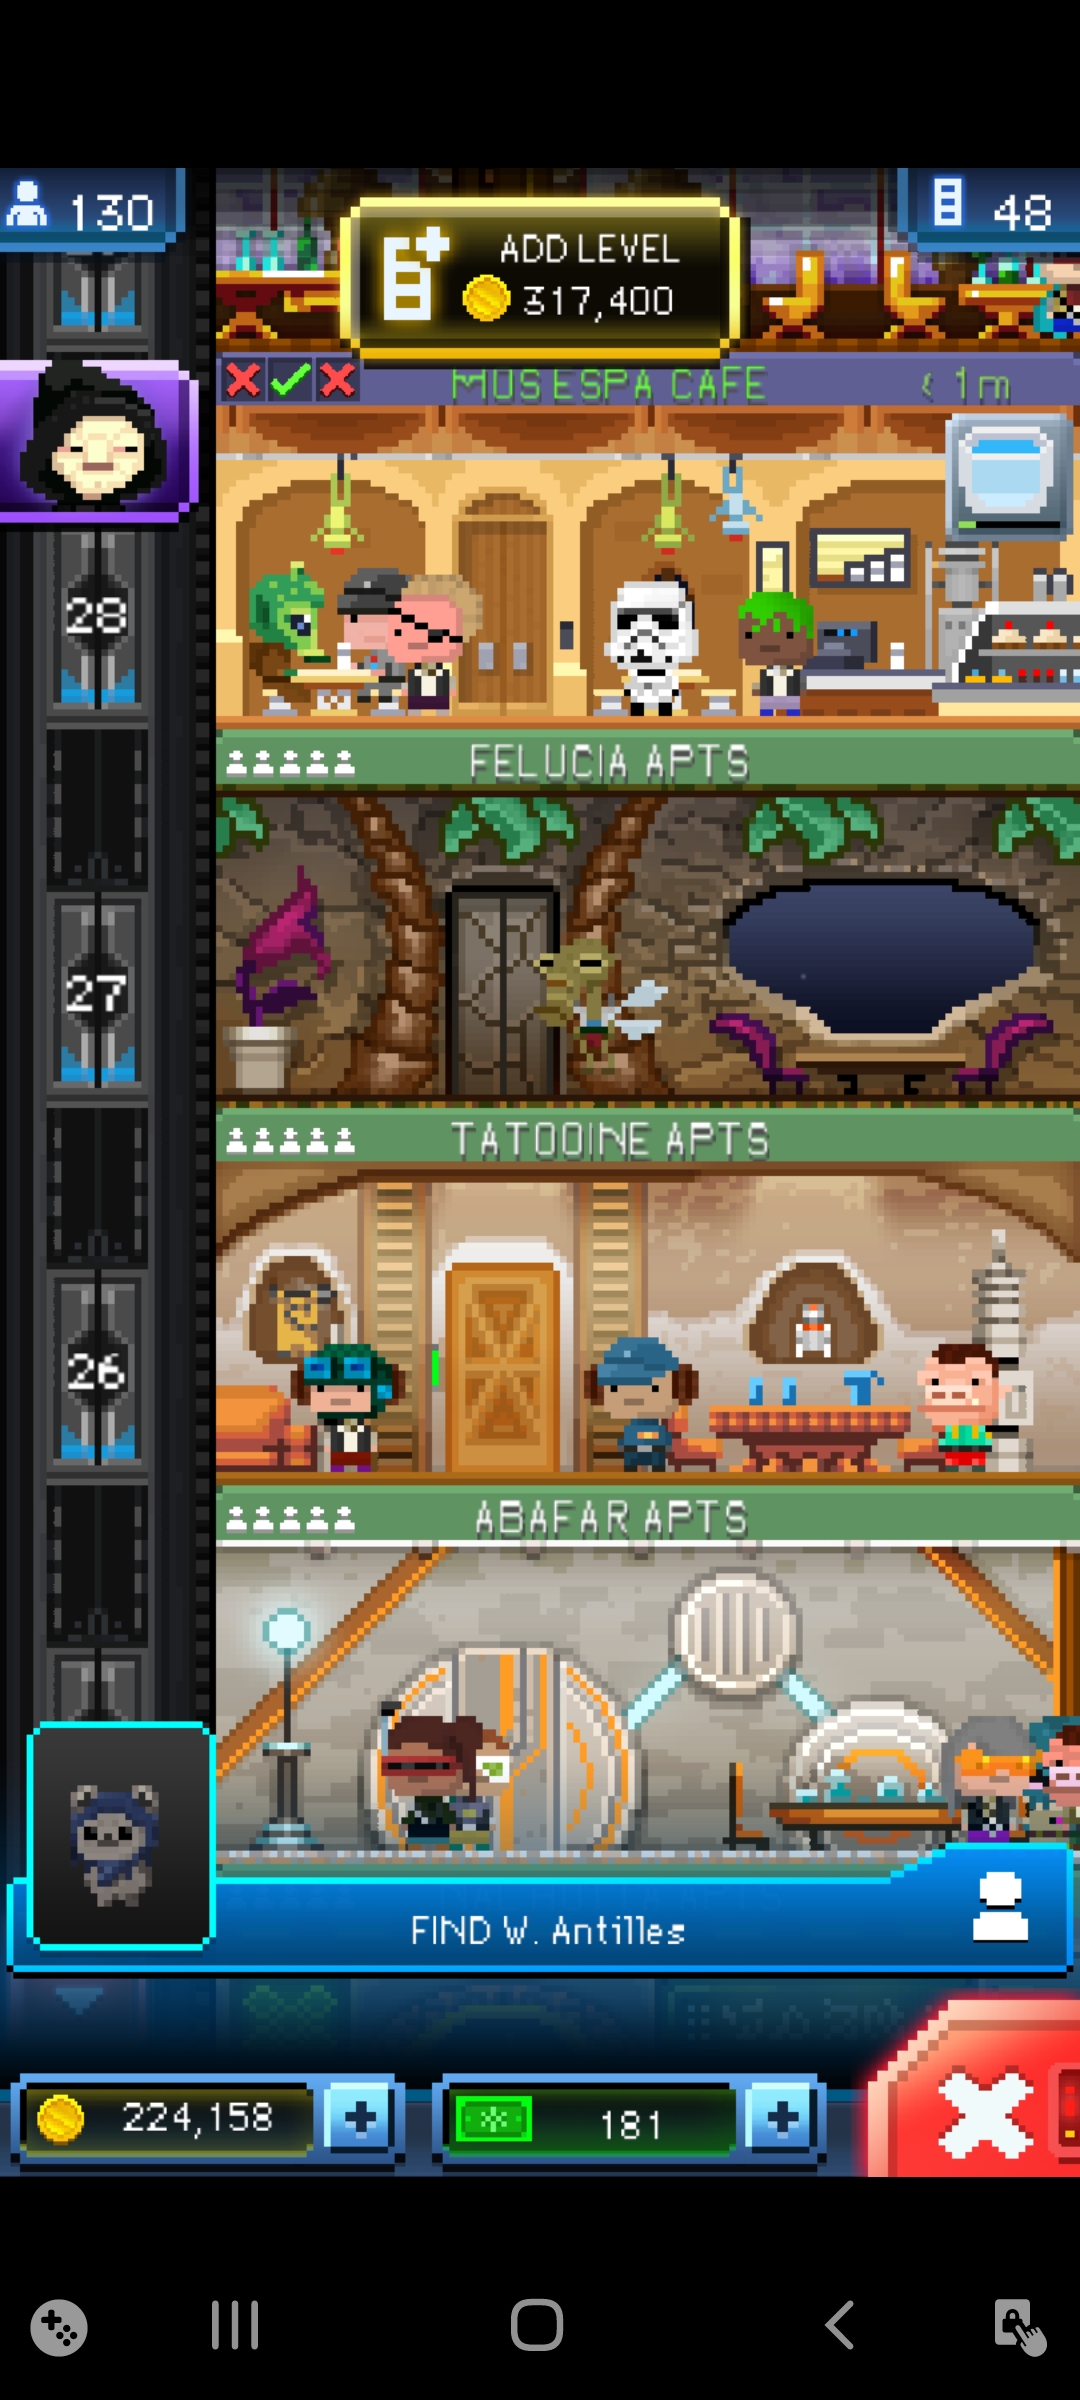 130
48
ADD LEVEL
317,400
MOS ESPA CAFE
< 1m
28
FELUCIA APTS
27
TATOOINE APTS
26
ABAFAR APTS
FIND W. Antilles
224,158
181